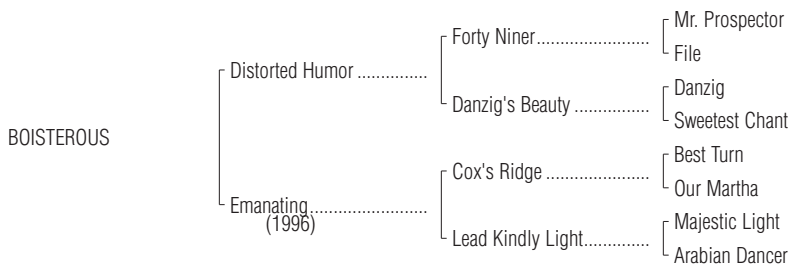 Mr. Prospector
Forty Niner.......................
File
Distorted Humor ...............
Danzig
Danzig's Beauty ................
Sweetest Chant
BOISTEROUS
Best Turn
Cox's Ridge ......................
Our Martha
Emanating.........................
(1996)
Majestic Light
Lead Kindly Light..............
Arabian Dancer